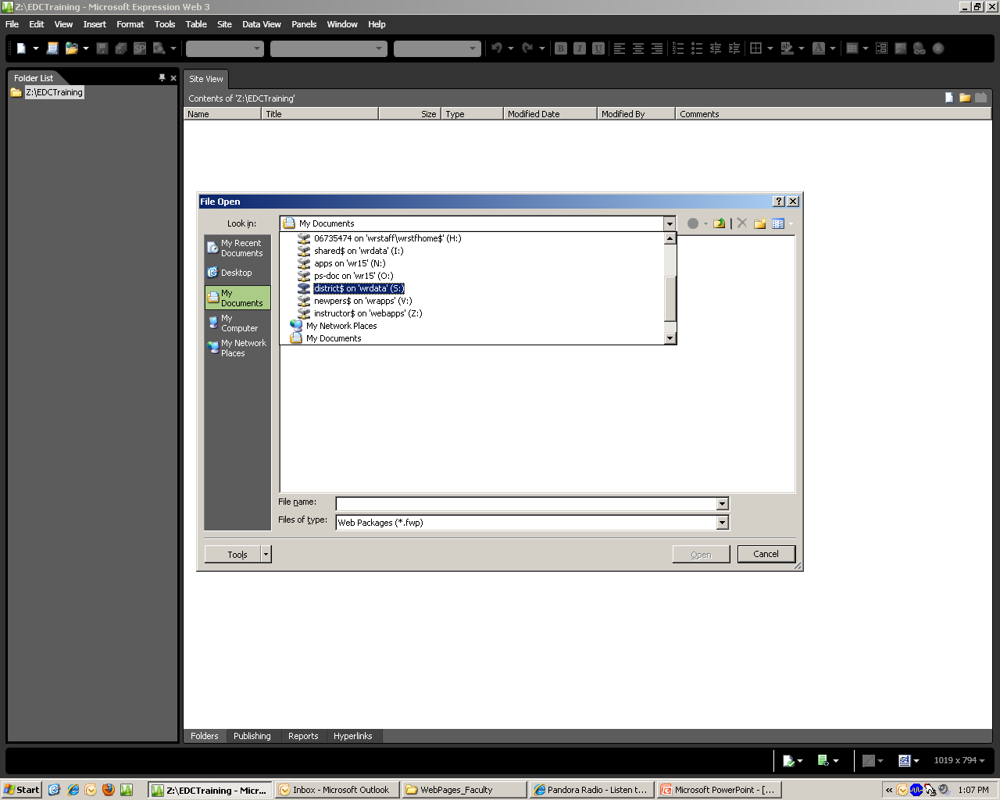 Z:\EDCTraining - Microsoft Expression Web 3
File Edit View Insert Format Tools Table Site Data View Panels Window Help
Folder List
Z:\EDCTraining
Site View
Contents of 'Z:\EDCTraining'
Name Title Size Type Modified Date Modified By Comments
File Open
Look in: My Documents
My Recent Documents
Desktop
My Documents
My Computer
My Network Places
06735474 on 'wrstaff\wrstfhome$' (H:)
shared$ on 'wrdata' (I:)
apps on 'wr15' (N:)
ps-doc on 'wr15' (O:)
district$ on 'wrdata' (S:)
newpers$ on 'wrapps' (V:)
instructor$ on 'webapps' (Z:)
My Network Places
My Documents
File name:
Files of type: Web Packages (*.fwp)
Tools Open Cancel
Folders Publishing Reports Hyperlinks
1019 x 794
Start Z:\EDCTraining - Micr... Inbox - Microsoft Outlook WebPages_Faculty Pandora Radio - Listen t... Microsoft PowerPoint - [... « 1:07 PM